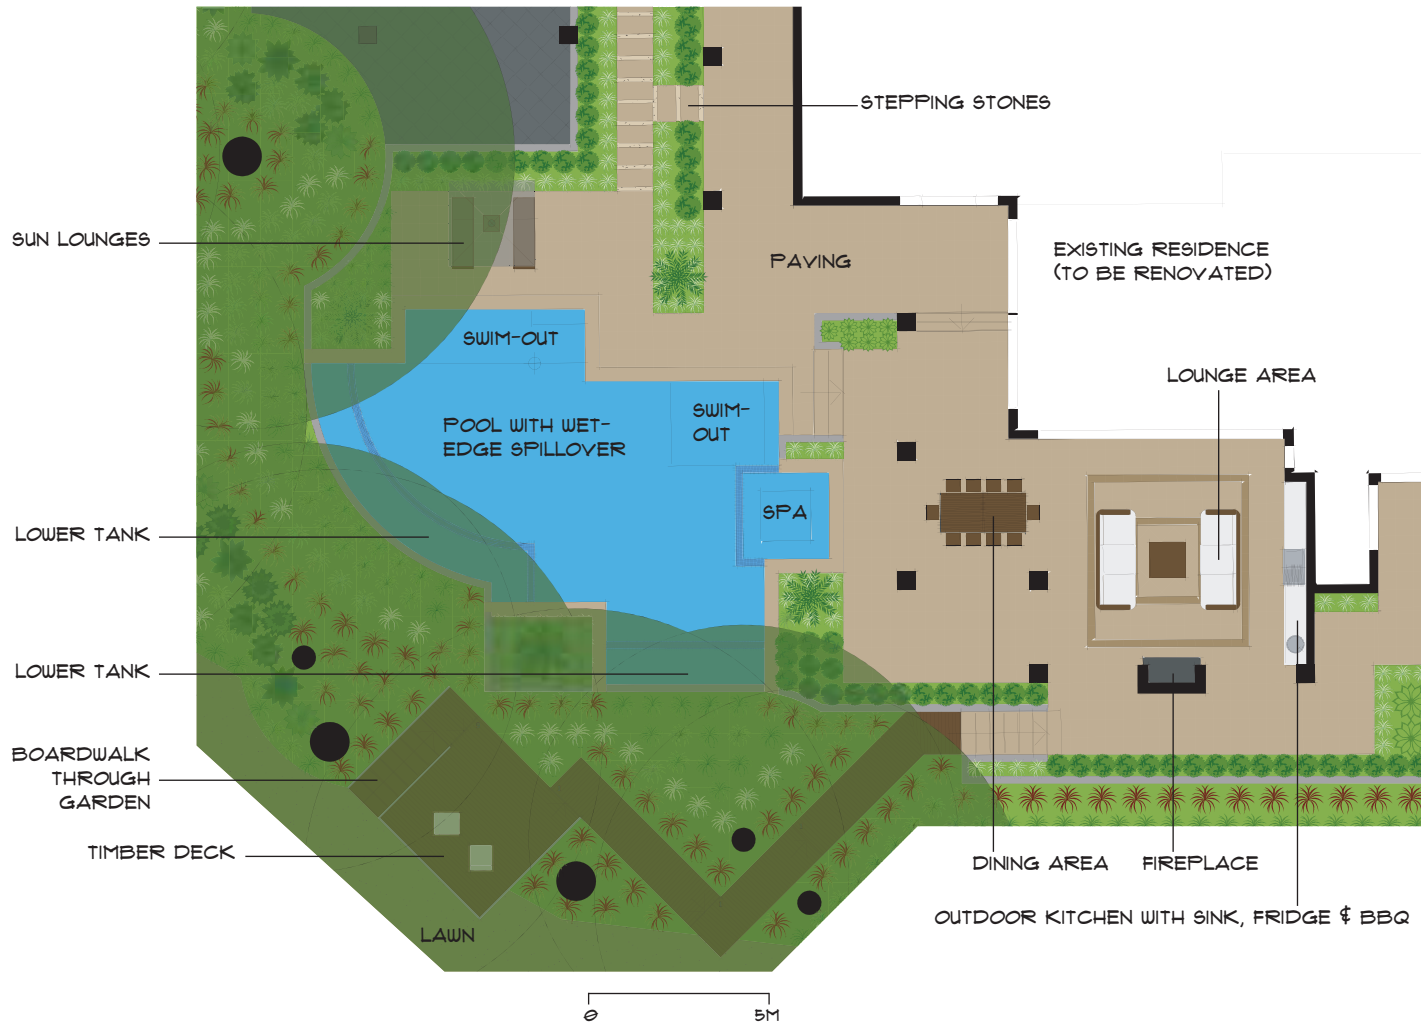 STEPPING STONES
SUN LOUNGES
EXISTING RESIDENCE
(TO BE RENOVATED)
PAVING
SWIM-OUT
LOUNGE AREA
SWIM-
OUT
POOL WITH WET-
EDGE SPILLOVER
SPA
LOWER TANK
LOWER TANK
BOARDWALK
THROUGH
GARDEN
TIMBER DECK
DINING AREA
FIREPLACE
OUTDOOR KITCHEN WITH SINK, FRIDGE & BBQ
LAWN
0 5M